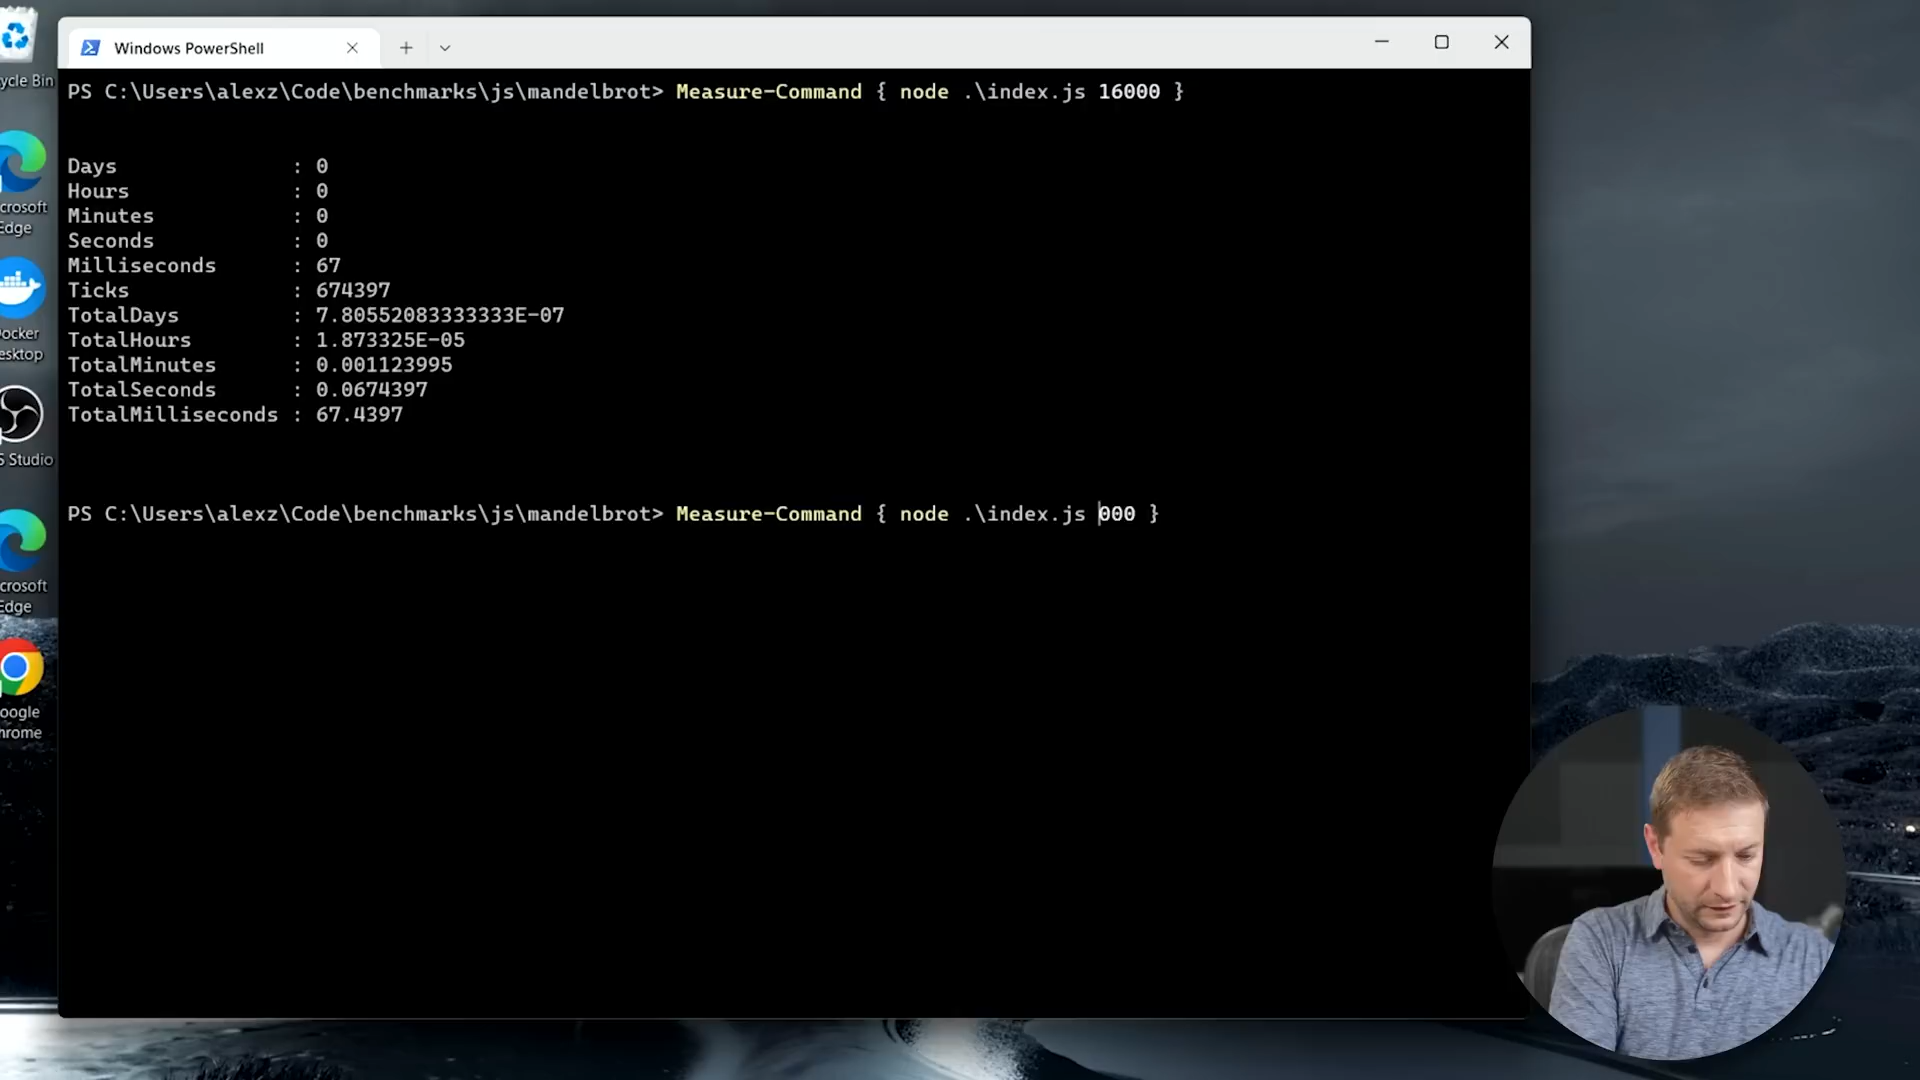 Windows PowerShell
PS C:\Users\alexz\Code\benchmarks\js\mandelbrot> Measure-Command { node .\index.js 16000 }
Days : 0
Hours : 0
Minutes : 0
Seconds : 0
Milliseconds : 67
Ticks : 674397
TotalDays : 7.80552083333333E-07
TotalHours : 1.873325E-05
TotalMinutes : 0.001123995
TotalSeconds : 0.0674397
TotalMilliseconds : 67.4397
PS C:\Users\alexz\Code\benchmarks\js\mandelbrot> Measure-Command { node .\index.js 000 }
ycle Bin
crosoft
Edge
ocker
esktop
S Studio
crosoft
Edge
oogle
hrome